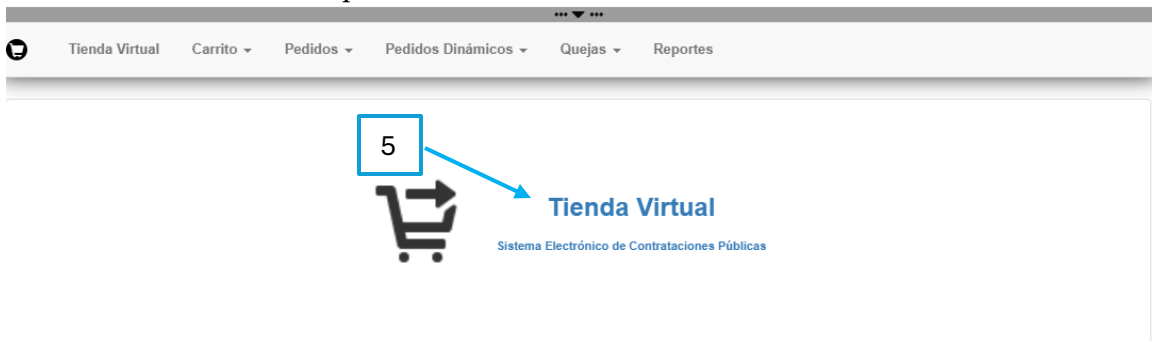 Tienda Virtual Carrito Pedidos Pedidos Dinámicos Quejas Reportes
5
Tienda Virtual
Sistema Electrónico de Contrataciones Públicas